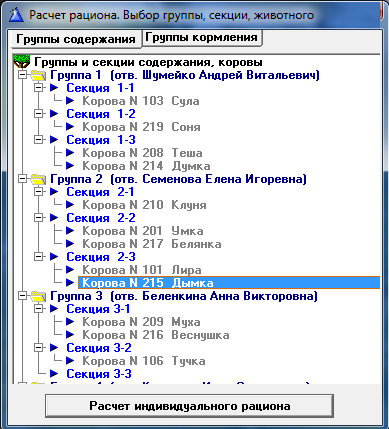 Расчет рациона. Выбор группы, секции, животного
Группы содержания Группы кормления
Группы и секции содержания, коровы
Группа 1 (отв. Шумейко Андрей Витальевич)
Секция 1-1
Корова N 103 Сула
Секция 1-2
Корова N 219 Соня
Секция 1-3
Корова N 208 Теша
Корова N 214 Думка
Группа 2 (отв. Семенова Елена Игоревна)
Секция 2-1
Корова N 210 Клуня
Секция 2-2
Корова N 201 Умка
Корова N 217 Белянка
Секция 2-3
Корова N 101 Лира
Корова N 215 Дымка
Группа 3 (отв. Беленкина Анна Викторовна)
Секция 3-1
Корова N 209 Муха
Корова N 216 Веснушка
Секция 3-2
Корова N 106 Тучка
Секция 3-3
Расчет индивидуального рациона